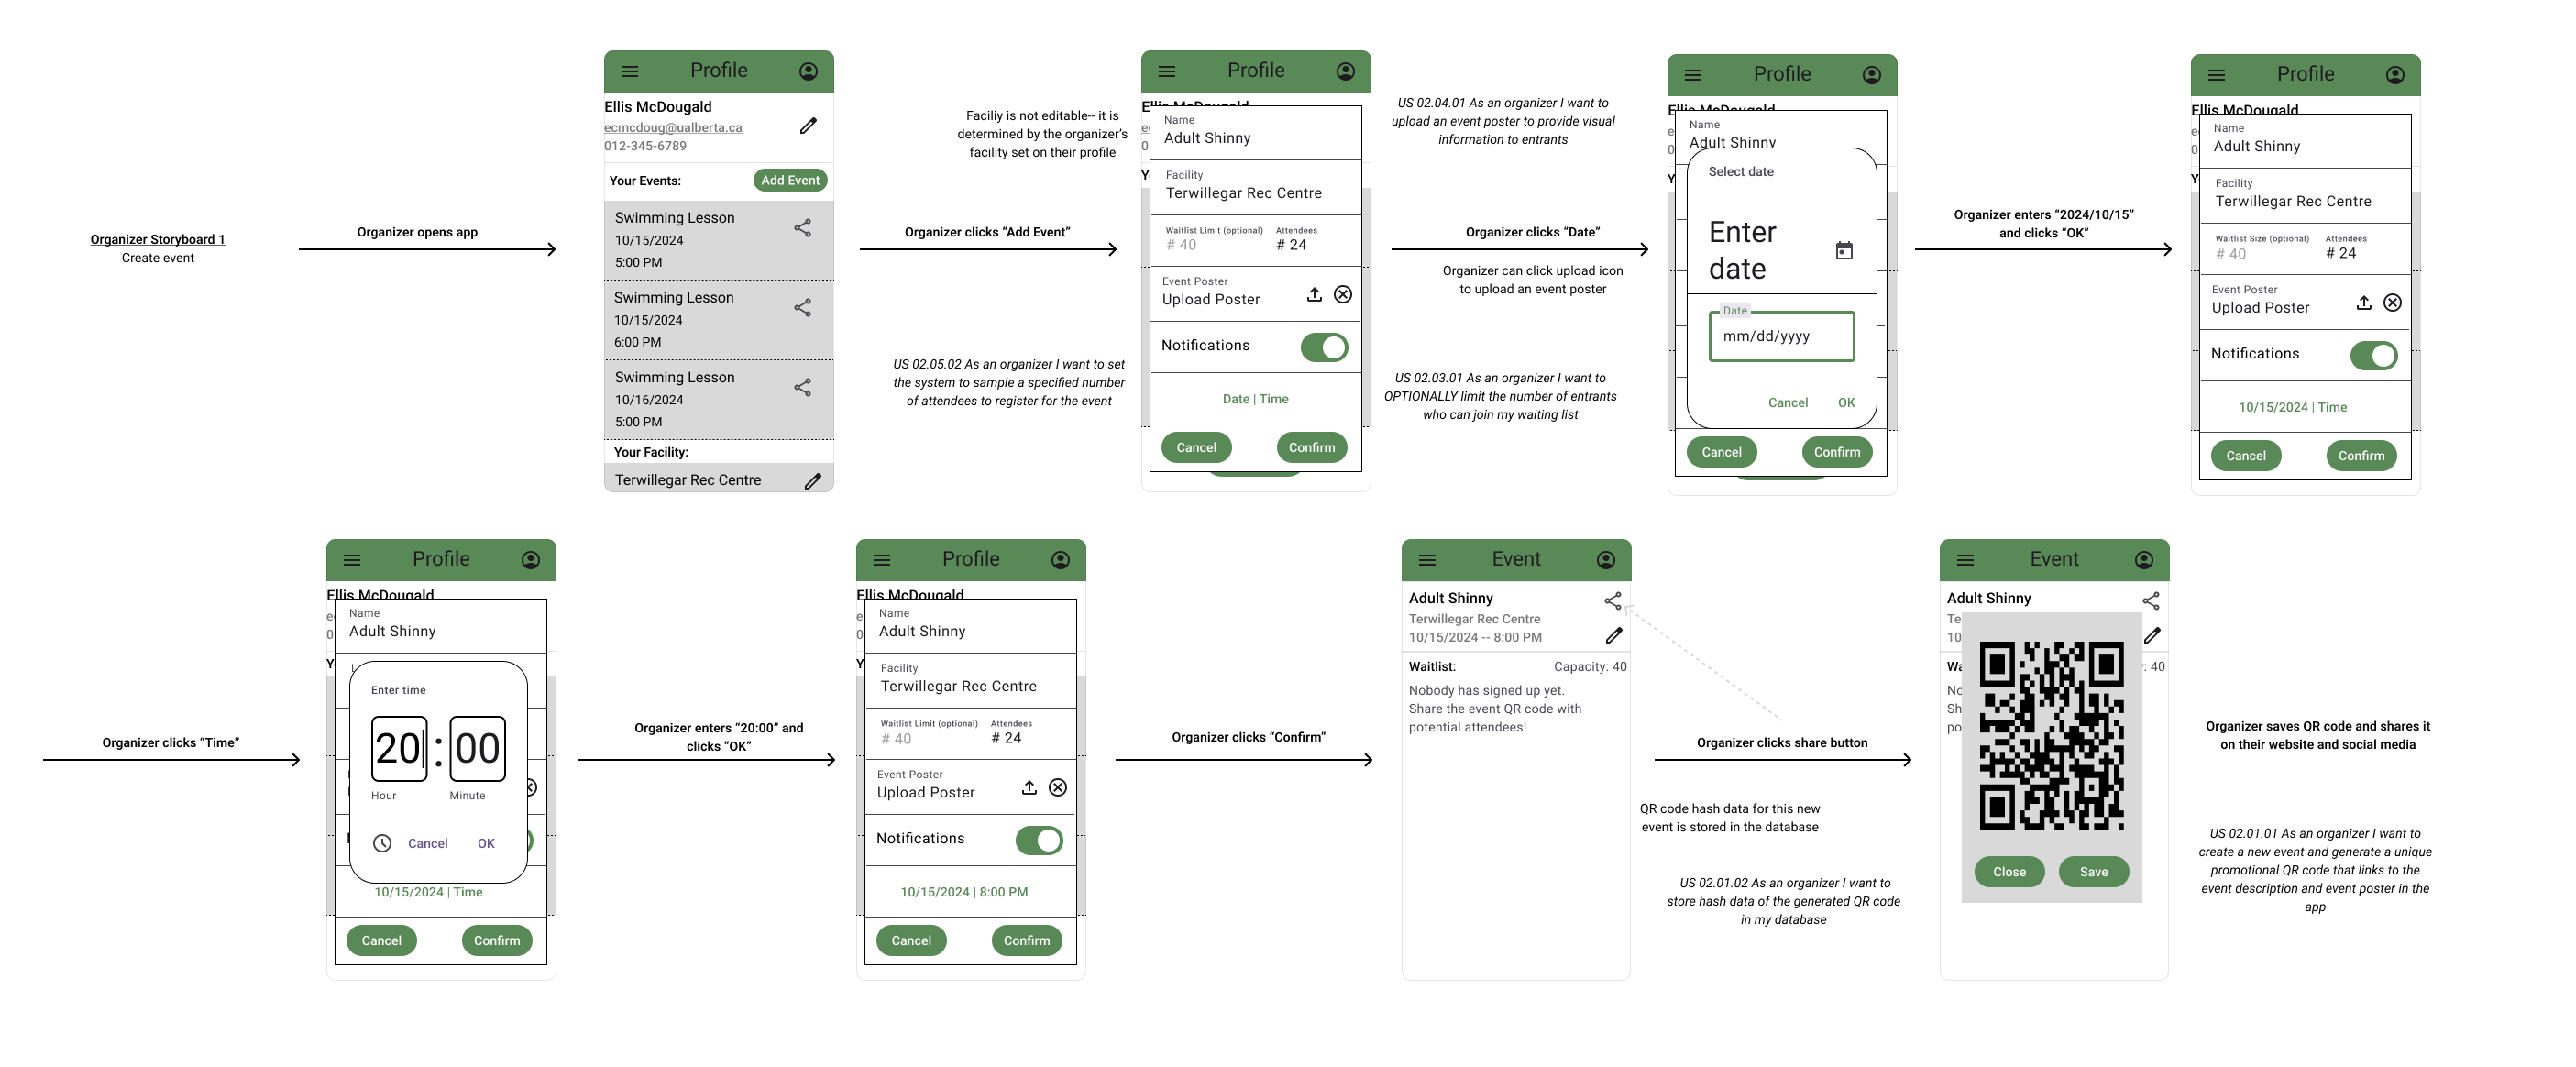 Organizer Storyboard 1
Create event
Organizer opens app
Profile
Ellis McDougald
ecmcdoug@ualberta.ca
012-345-6789
Your Events:
Add Event
Swimming Lesson
10/15/2024
5:00 PM
Swimming Lesson
10/15/2024
6:00 PM
Swimming Lesson
10/16/2024
5:00 PM
Your Facility:
Terwillegar Rec Centre
Faciliy is not editable-- it is
determined by the organizer's
facility set on their profile
Organizer clicks “Add Event”
US 02.05.02 As an organizer I want to set
the system to sample a specified number
of attendees to register for the event
Profile
Ellis McDougald
Name
Adult Shinny
Facility
Terwillegar Rec Centre
Waitlist Limit (optional) Attendees
# 40 # 24
Event Poster
Upload Poster
Notifications
Date | Time
Cancel Confirm
US 02.04.01 As an organizer I want to
upload an event poster to provide visual
information to entrants
Organizer clicks “Date”
Organizer can click upload icon
to upload an event poster
US 02.03.01 As an organizer I want to
OPTIONALLY limit the number of entrants
who can join my waiting list
Profile
Ellis McDougald
Name
Adult Shinny
Select date
Enter
date
Date
mm/dd/yyyy
Cancel OK
Cancel Confirm
Organizer enters “2024/10/15”
and clicks “OK”
Profile
Ellis McDougald
Name
Adult Shinny
Facility
Terwillegar Rec Centre
Waitlist Size (optional) Attendees
# 40 # 24
Event Poster
Upload Poster
Notifications
10/15/2024 | Time
Cancel Confirm
Organizer clicks “Time”
Profile
Ellis McDougald
Name
Adult Shinny
Enter time
20 : 00
Hour Minute
Cancel OK
10/15/2024 | Time
Cancel Confirm
Organizer enters “20:00” and
clicks “OK”
Profile
Ellis McDougald
Name
Adult Shinny
Facility
Terwillegar Rec Centre
Waitlist Limit (optional) Attendees
# 40 # 24
Event Poster
Upload Poster
Notifications
10/15/2024 | 8:00 PM
Cancel Confirm
Organizer clicks “Confirm”
Event
Adult Shinny
Terwillegar Rec Centre
10/15/2024 -- 8:00 PM
Waitlist: Capacity: 40
Nobody has signed up yet.
Share the event QR code with
potential attendees!
Organizer clicks share button
QR code hash data for this new
event is stored in the database
US 02.01.02 As an organizer I want to
store hash data of the generated QR code
in my database
Event
Adult Shinny
Te
10
Wa : 40
No
Sh
po
Close Save
Organizer saves QR code and shares it
on their website and social media
US 02.01.01 As an organizer I want to
create a new event and generate a unique
promotional QR code that links to the
event description and event poster in the
app